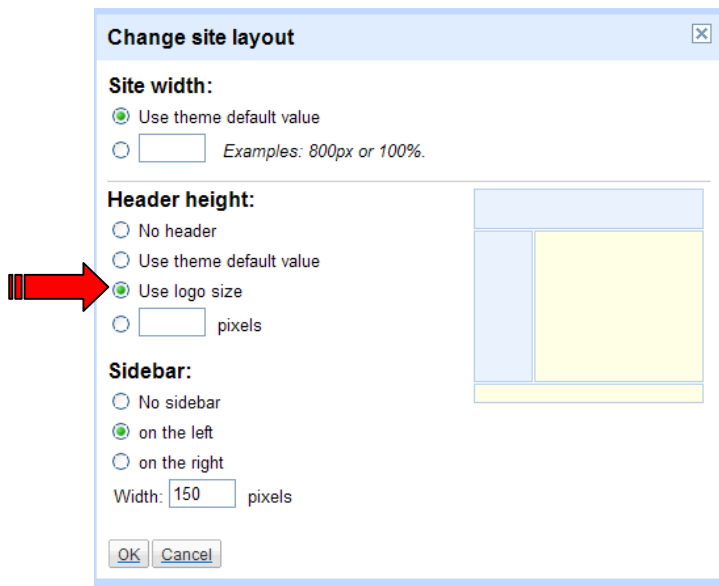 Change site layout
Site width:
Use theme default value
Examples: 800px or 100%.
Header height:
No header
Use theme default value
Use logo size
pixels
Sidebar:
No sidebar
on the left
on the right
Width: 150 pixels
OK Cancel